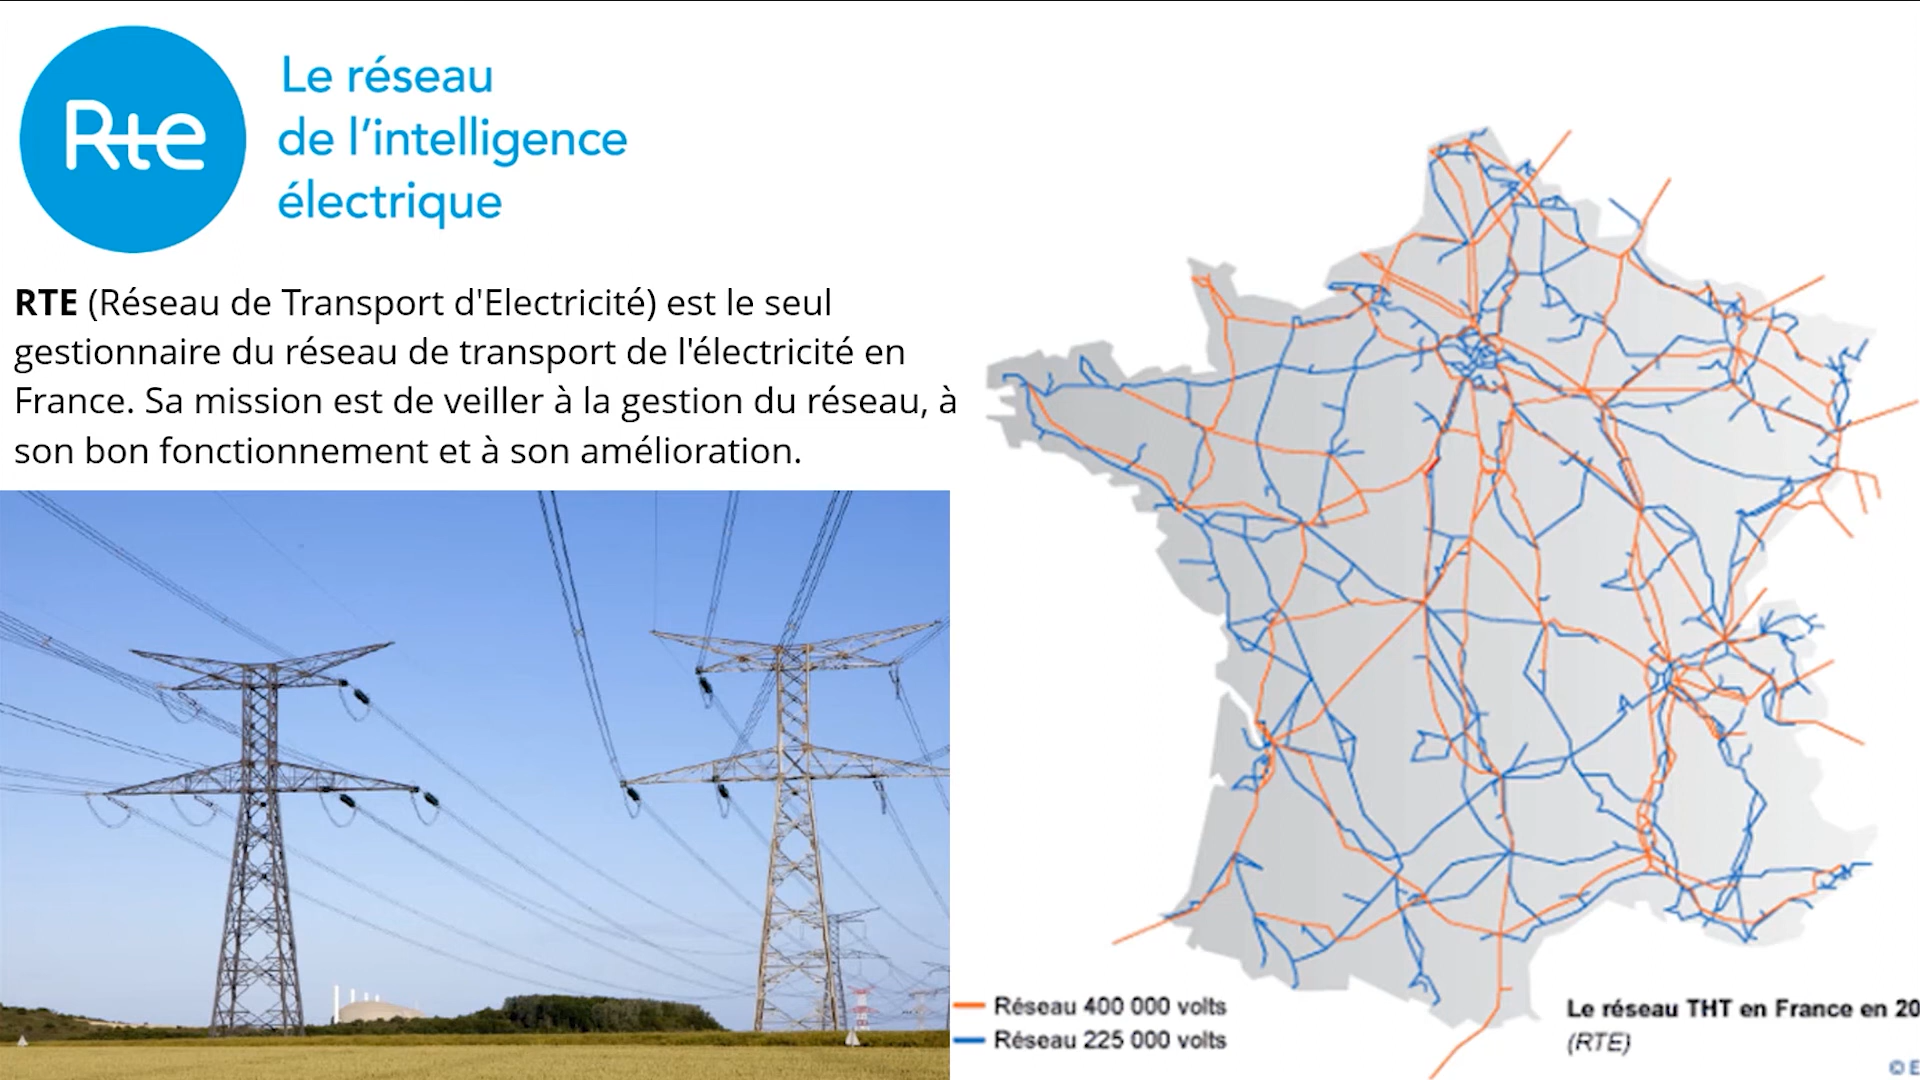 Rte
Le réseau
de l'intelligence
électrique
RTE (Réseau de Transport d'Electricité) est le seul
gestionnaire du réseau de transport de l'électricité en
France. Sa mission est de veiller à la gestion du réseau, à
son bon fonctionnement et à son amélioration.
Réseau 400 000 volts
Réseau 225 000 volts
Le réseau THT en France en 20
(RTE)
© E